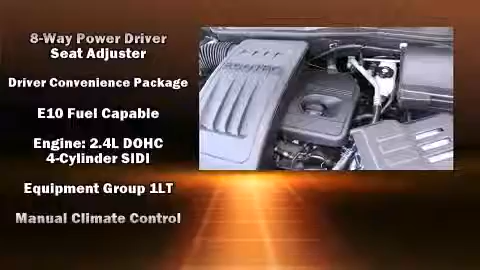 8-Way Power Driver
Seat Adjuster
Driver Convenience Package
E10 Fuel Capable
Engine: 2.4L DOHC
4-Cylinder SIDI
Equipment Group 1LT
Manual Climate Control